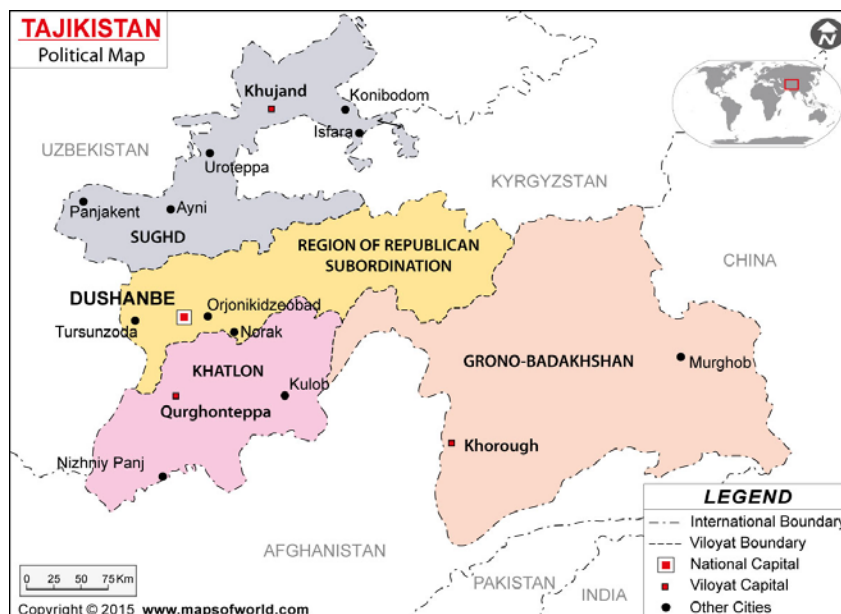 TAJIKISTAN
Political Map
N
Khujand
Konibodom
Isfara
UZBEKISTAN
Uroteppa
KYRGYZSTAN
Panjakent
Ayni
SUGHD
REGION OF REPUBLICAN
SUBORDINATION
CHINA
DUSHANBE
Orjonikidzeobad
Tursunzoda
Norak
KHATLON
GRONO-BADAKHSHAN
Murghob
Kulob
Qurghonteppa
Khorough
Nizhniy Panj
LEGEND
International Boundary
Viloyat Boundary
National Capital
Viloyat Capital
Other Cities
AFGHANISTAN
PAKISTAN
INDIA
0 25 50 75Km
Copyright © 2015 www.mapsofworld.com